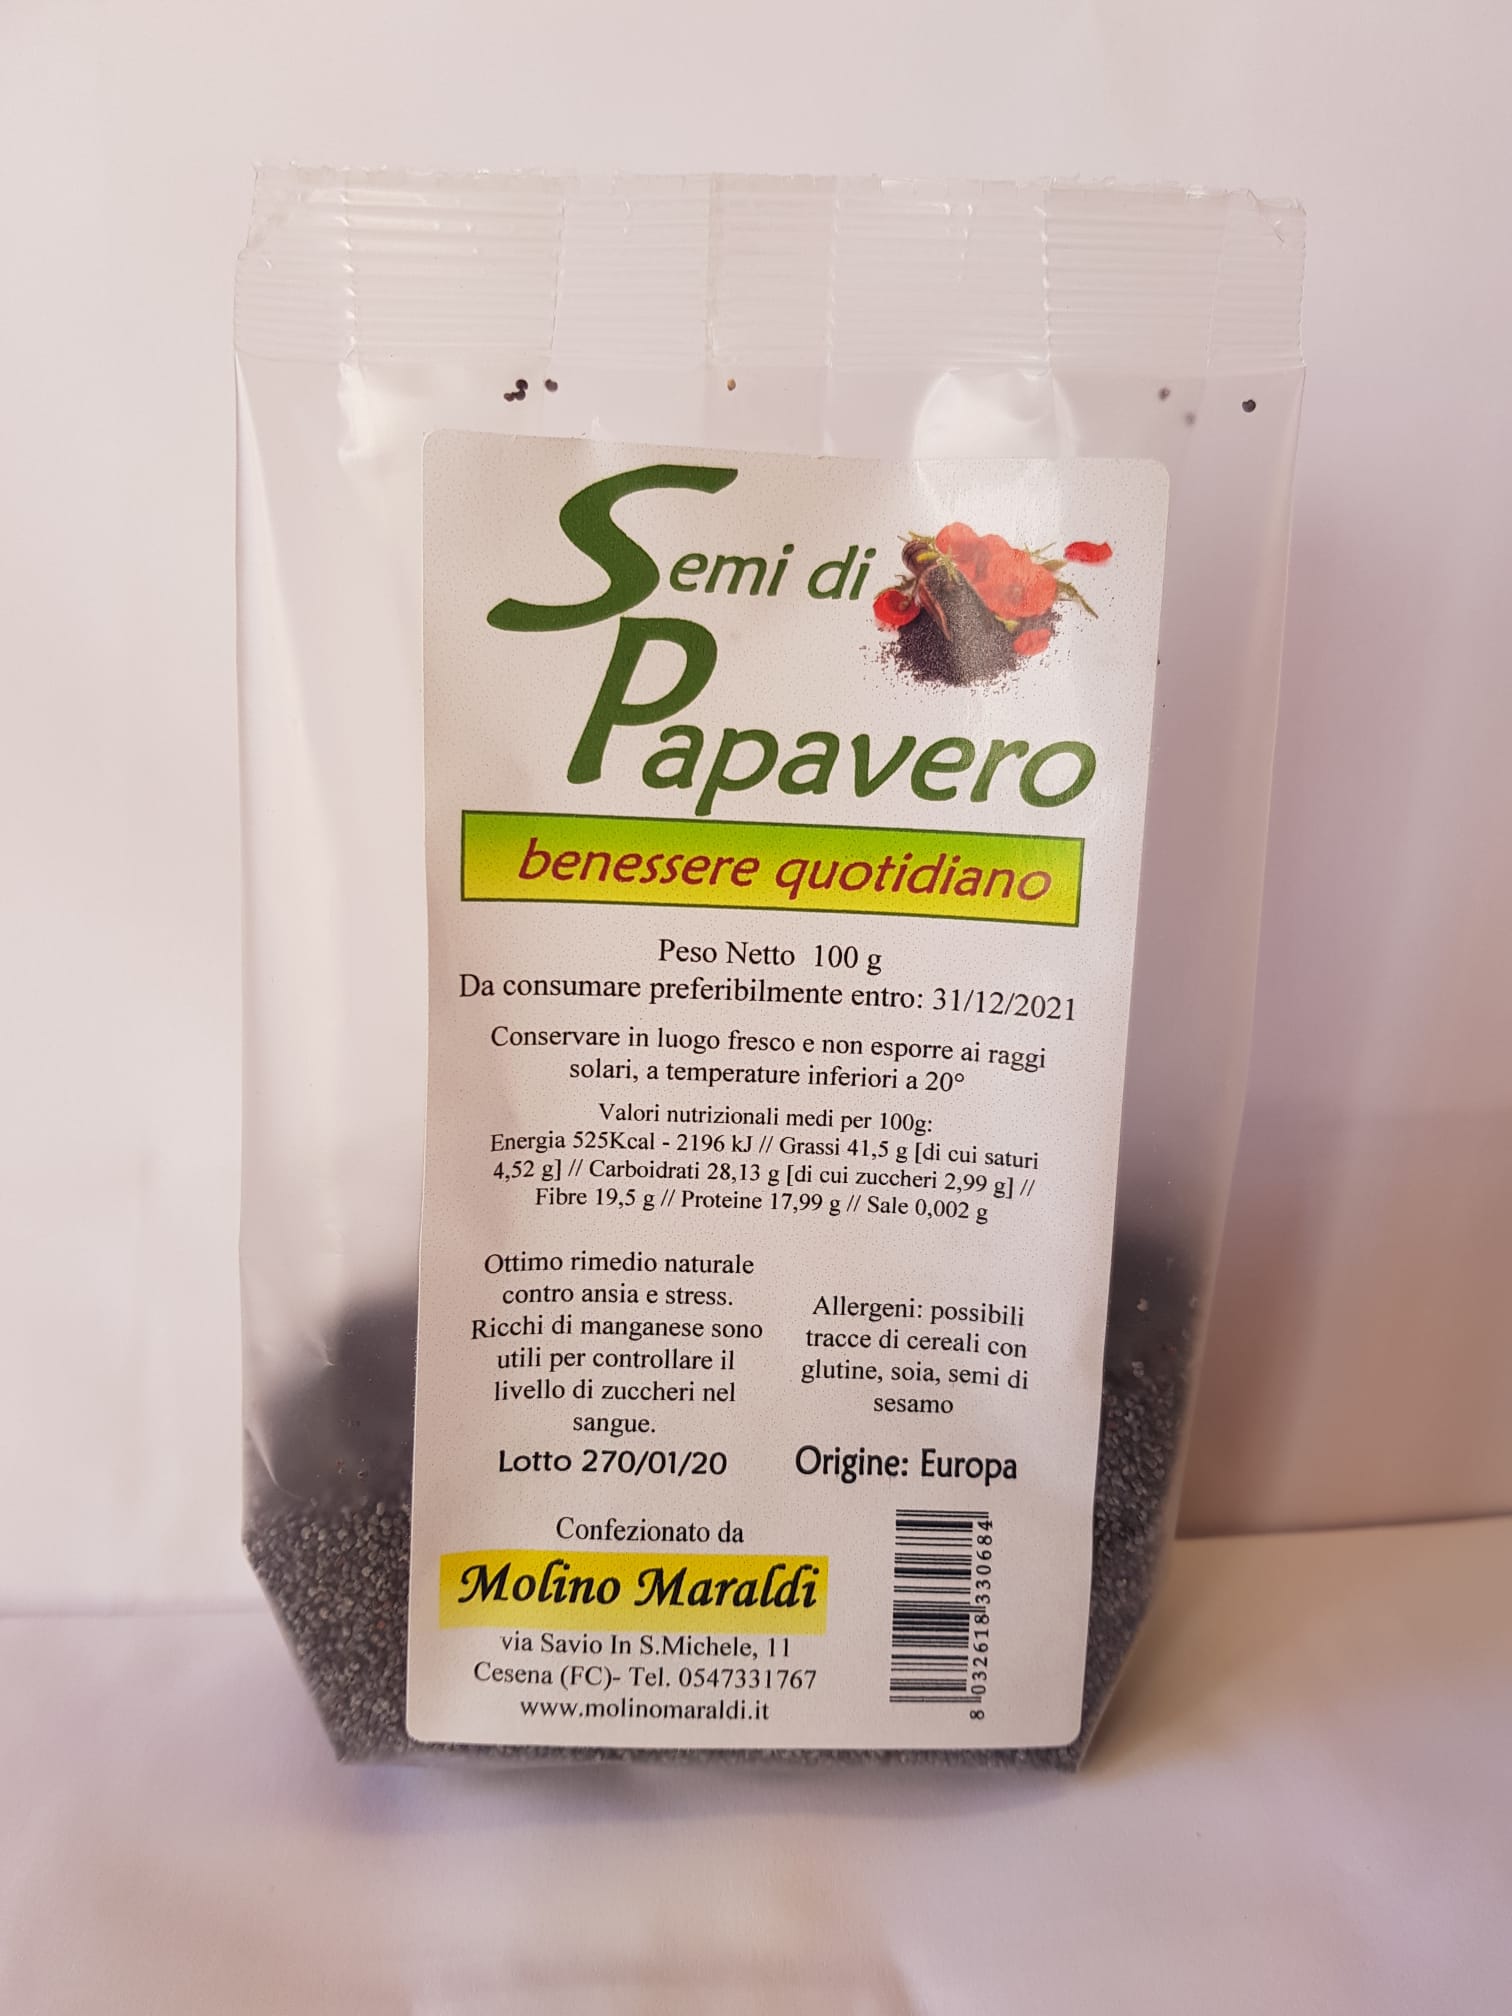 Semi di
Papavero
benessere quotidiano
Peso Netto 100 g
Da consumare preferibilmente entro: 31/12/2021
Conservare in luogo fresco e non esporre ai raggi
solari, a temperature inferiori a 20°
Valori nutrizionali medi per 100g:
Energia 525Kcal - 2196 kJ // Grassi 41,5 g [di cui saturi
4,52 g] // Carboidrati 28,13 g [di cui zuccheri 2,99 g] //
Fibre 19,5 g // Proteine 17,99 g // Sale 0,002 g
Ottimo rimedio naturale
contro ansia e stress.
Ricchi di manganese sono
utili per controllare il
livello di zuccheri nel
sangue.
Allergeni: possibili
tracce di cereali con
glutine, soia, semi di
sesamo
Lotto 270/01/20
Origine: Europa
Confezionato da
Molino Maraldi
via Savio In S.Michele, 11
Cesena (FC)- Tel. 0547331767
www.molinomaraldi.it
8 032618 330684